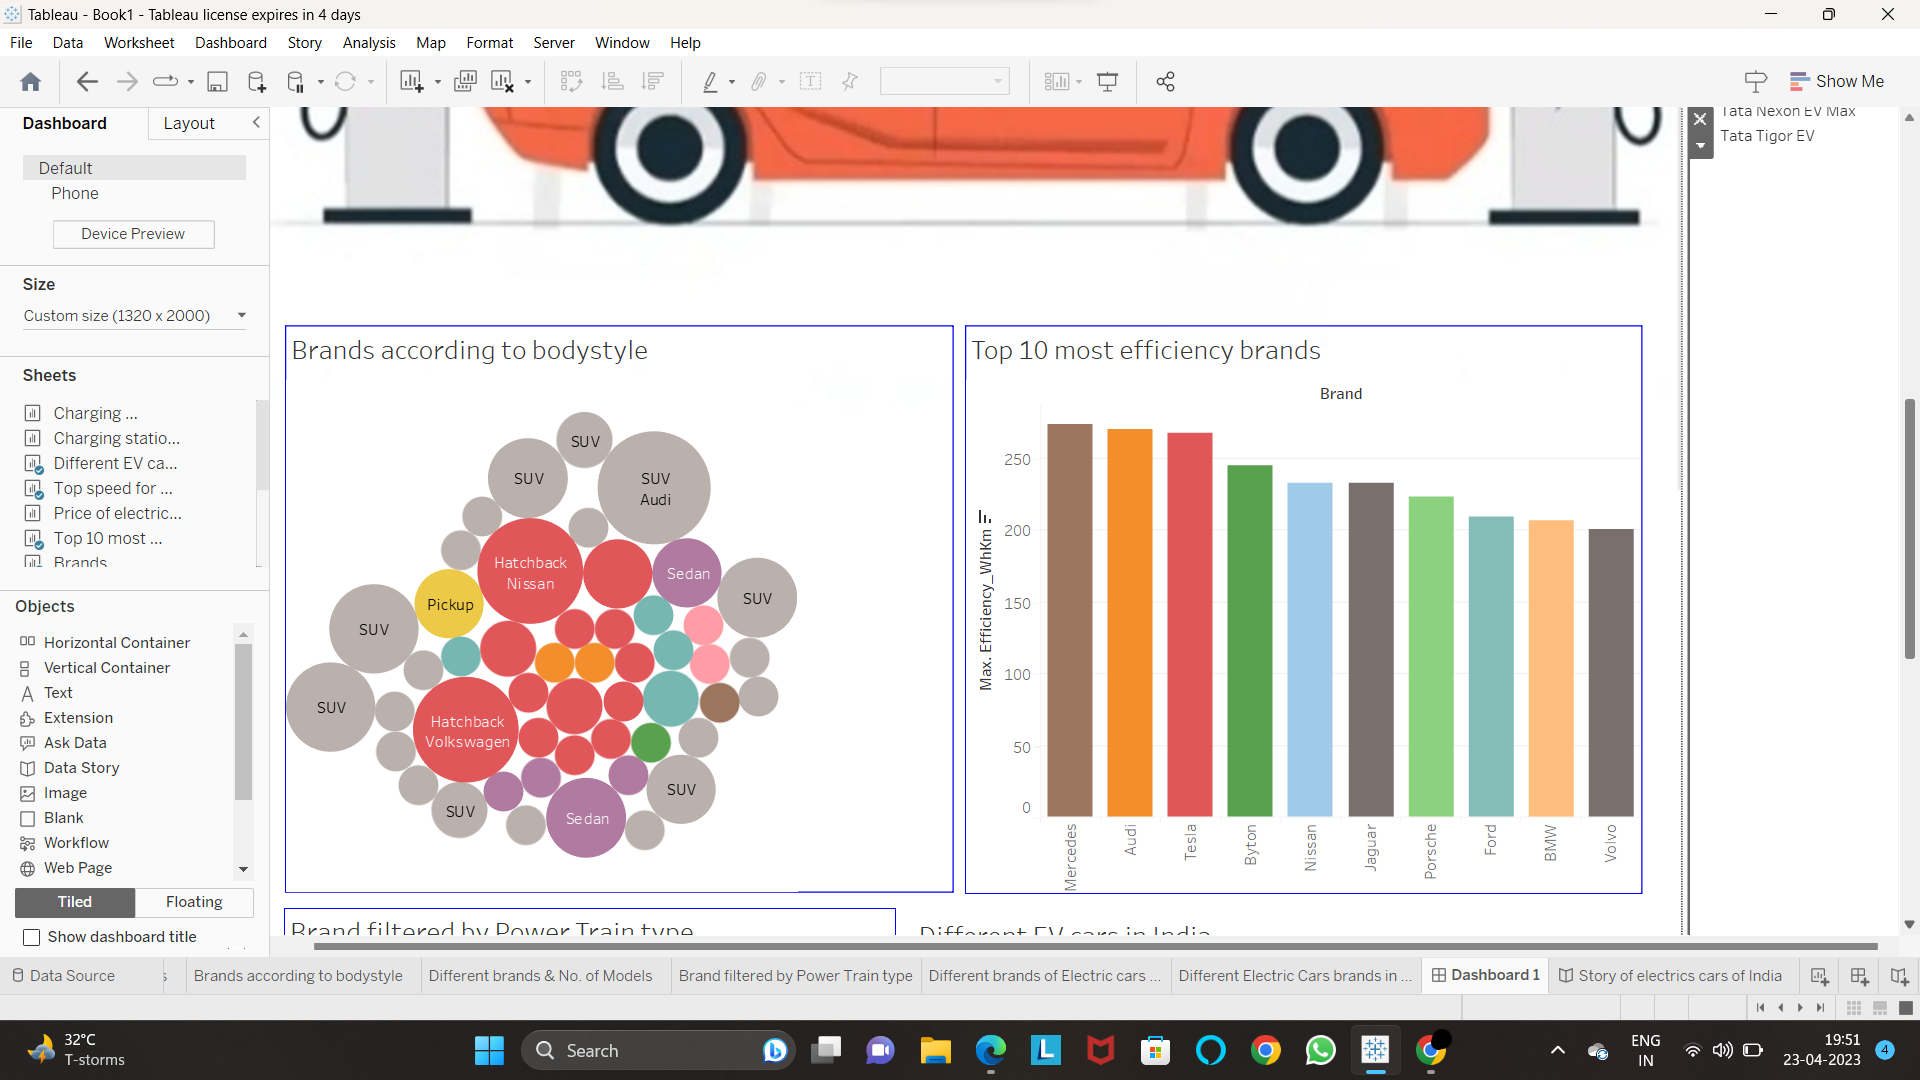 Tableau - Book1 - Tableau license expires in 4 days
File Data Worksheet Dashboard Story Analysis Map Format Server Window Help
Show Me
Dashboard
Layout
Default
Phone
Device Preview
Size
Custom size (1320 x 2000)
Sheets
Charging ...
Charging statio...
Different EV ca...
Top speed for ...
Price of electric...
Top 10 most ...
Brands
Objects
Horizontal Container
Vertical Container
Text
Extension
Ask Data
Data Story
Image
Blank
Workflow
Web Page
Tiled
Floating
Show dashboard title
Tata Nexon EV Max
Tata Tigor EV
Brands according to bodystyle
SUV
SUV
SUV
Audi
Hatchback
Nissan
Sedan
SUV
Pickup
SUV
SUV
Hatchback
Volkswagen
SUV
SUV
Sedan
Top 10 most efficiency brands
Brand
Max. Efficiency_WhKm
250
200
150
100
50
0
Mercedes
Audi
Tesla
Byton
Nissan
Jaguar
Porsche
Ford
BMW
Volvo
Brand filtered by Power Train type
Different EV cars in India
Data Source
s
Brands according to bodystyle
Different brands & No. of Models
Brand filtered by Power Train type
Different brands of Electric cars ...
Different Electric Cars brands in ...
Dashboard 1
Story of electrics cars of India
32°C
T-storms
Search
ENG
IN
19:51
23-04-2023
4